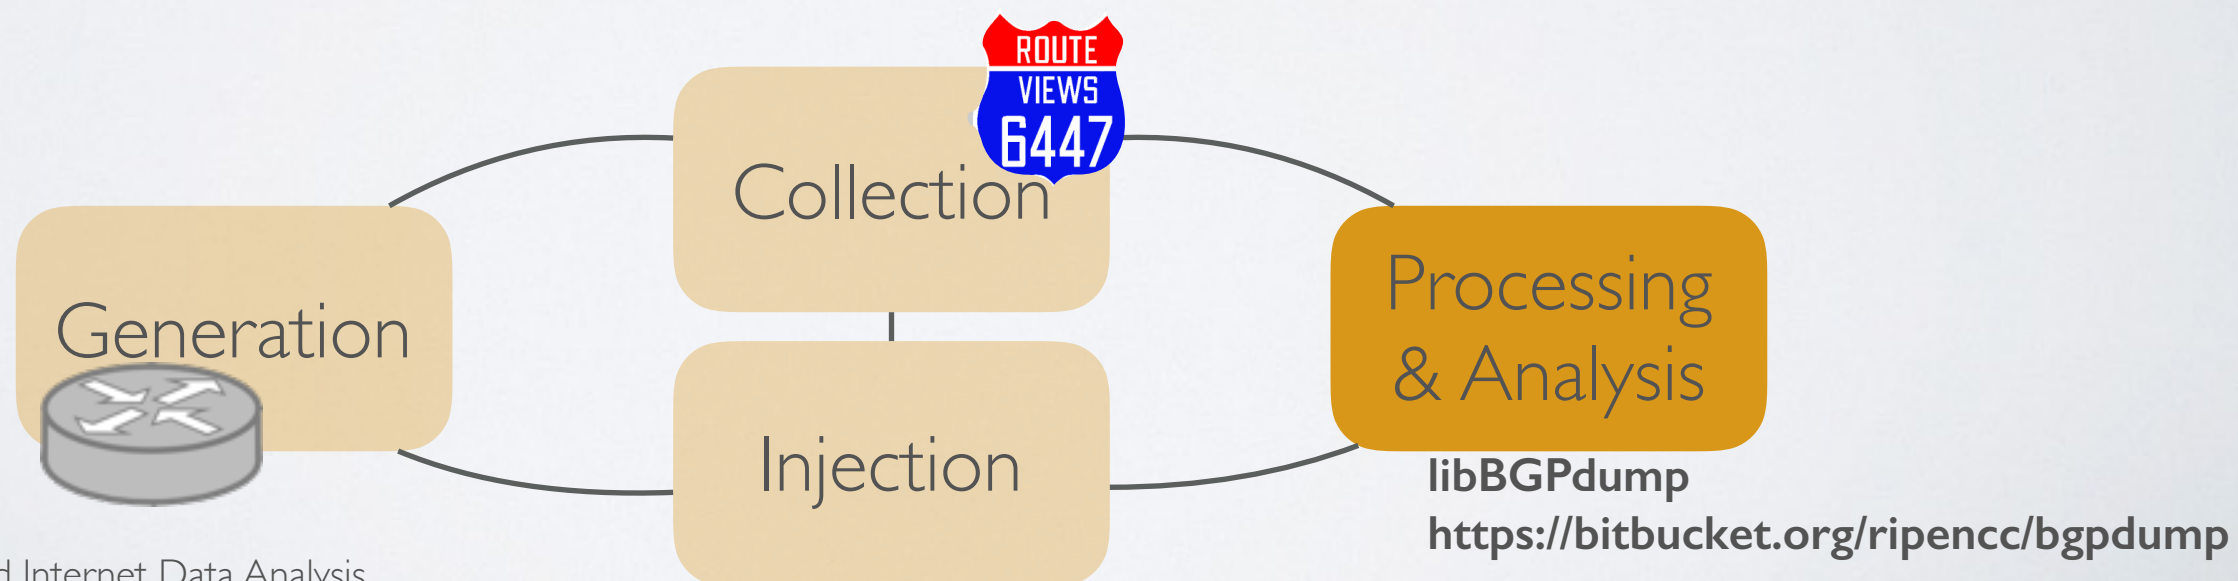 ROUTE
VIEWS
6447
Collection
Generation
Processing
& Analysis
Injection
libBGPdump
https://bitbucket.org/ripencc/bgpdump
Internet Data Analysis